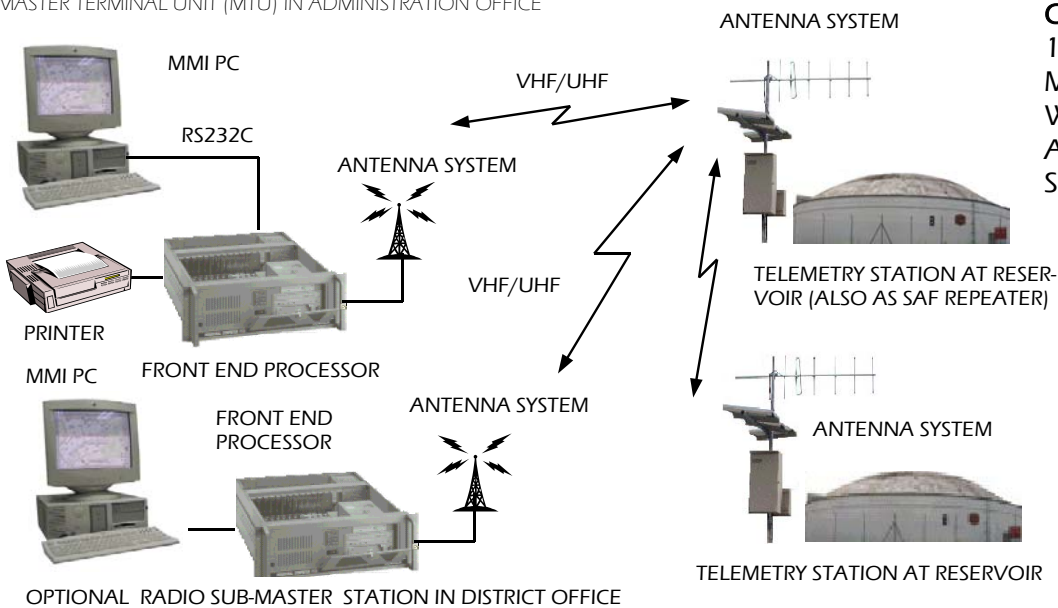 MASTER TERMINAL UNIT (MTU) IN ADMINISTRATION OFFICE
MMI PC
RS232C
ANTENNA SYSTEM
VHF/UHF
ANTENNA SYSTEM
PRINTER
FRONT END PROCESSOR
VHF/UHF
TELEMETRY STATION AT RESER-
VOIR (ALSO AS SAF REPEATER)
MMI PC
FRONT END
PROCESSOR
ANTENNA SYSTEM
ANTENNA SYSTEM
TELEMETRY STATION AT RESERVOIR
OPTIONAL RADIO SUB-MASTER STATION IN DISTRICT OFFICE